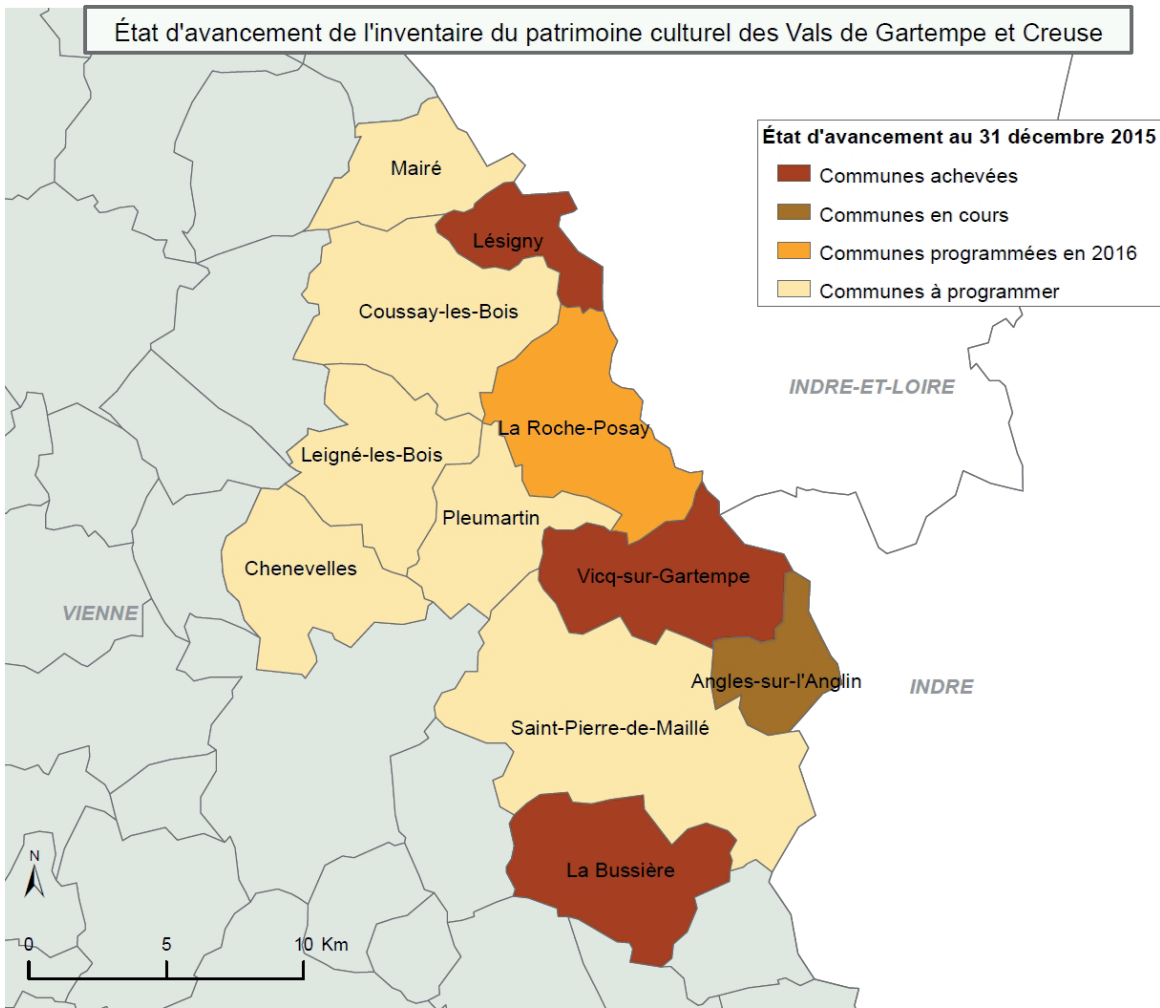 État d'avancement de l'inventaire du patrimoine culturel des Vals de Gartempe et Creuse
État d'avancement au 31 décembre 2015
Communes achevées
Communes en cours
Communes programmées en 2016
Communes à programmer
Mairé
Lésigny
Coussay-les-Bois
INDRE-ET-LOIRE
La Roche-Posay
Leigné-les-Bois
Pleumartin
Chenevelles
Vicq-sur-Gartempe
VIENNE
Angles-sur-l'Anglin
INDRE
Saint-Pierre-de-Maillé
La Bussière
N
0 5 10 Km